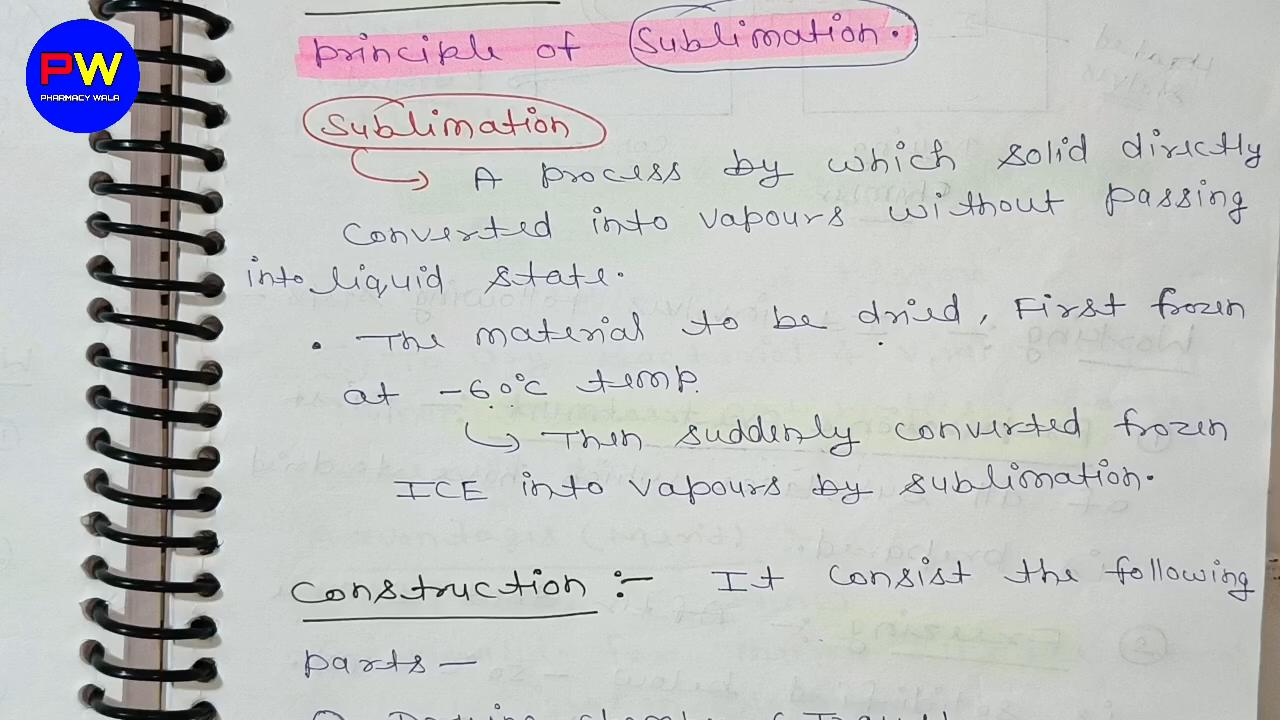 PW
PHARMACY WALA
principle of Sublimation.
Sublimation
A process by which solid directly
converted into vapours without passing
into liquid state.
• The material to be dried, First frozen
at -60°C temp.
Then suddenly converted frozen
ICE into vapours by sublimation.
Construction :- It consist the following
parts -